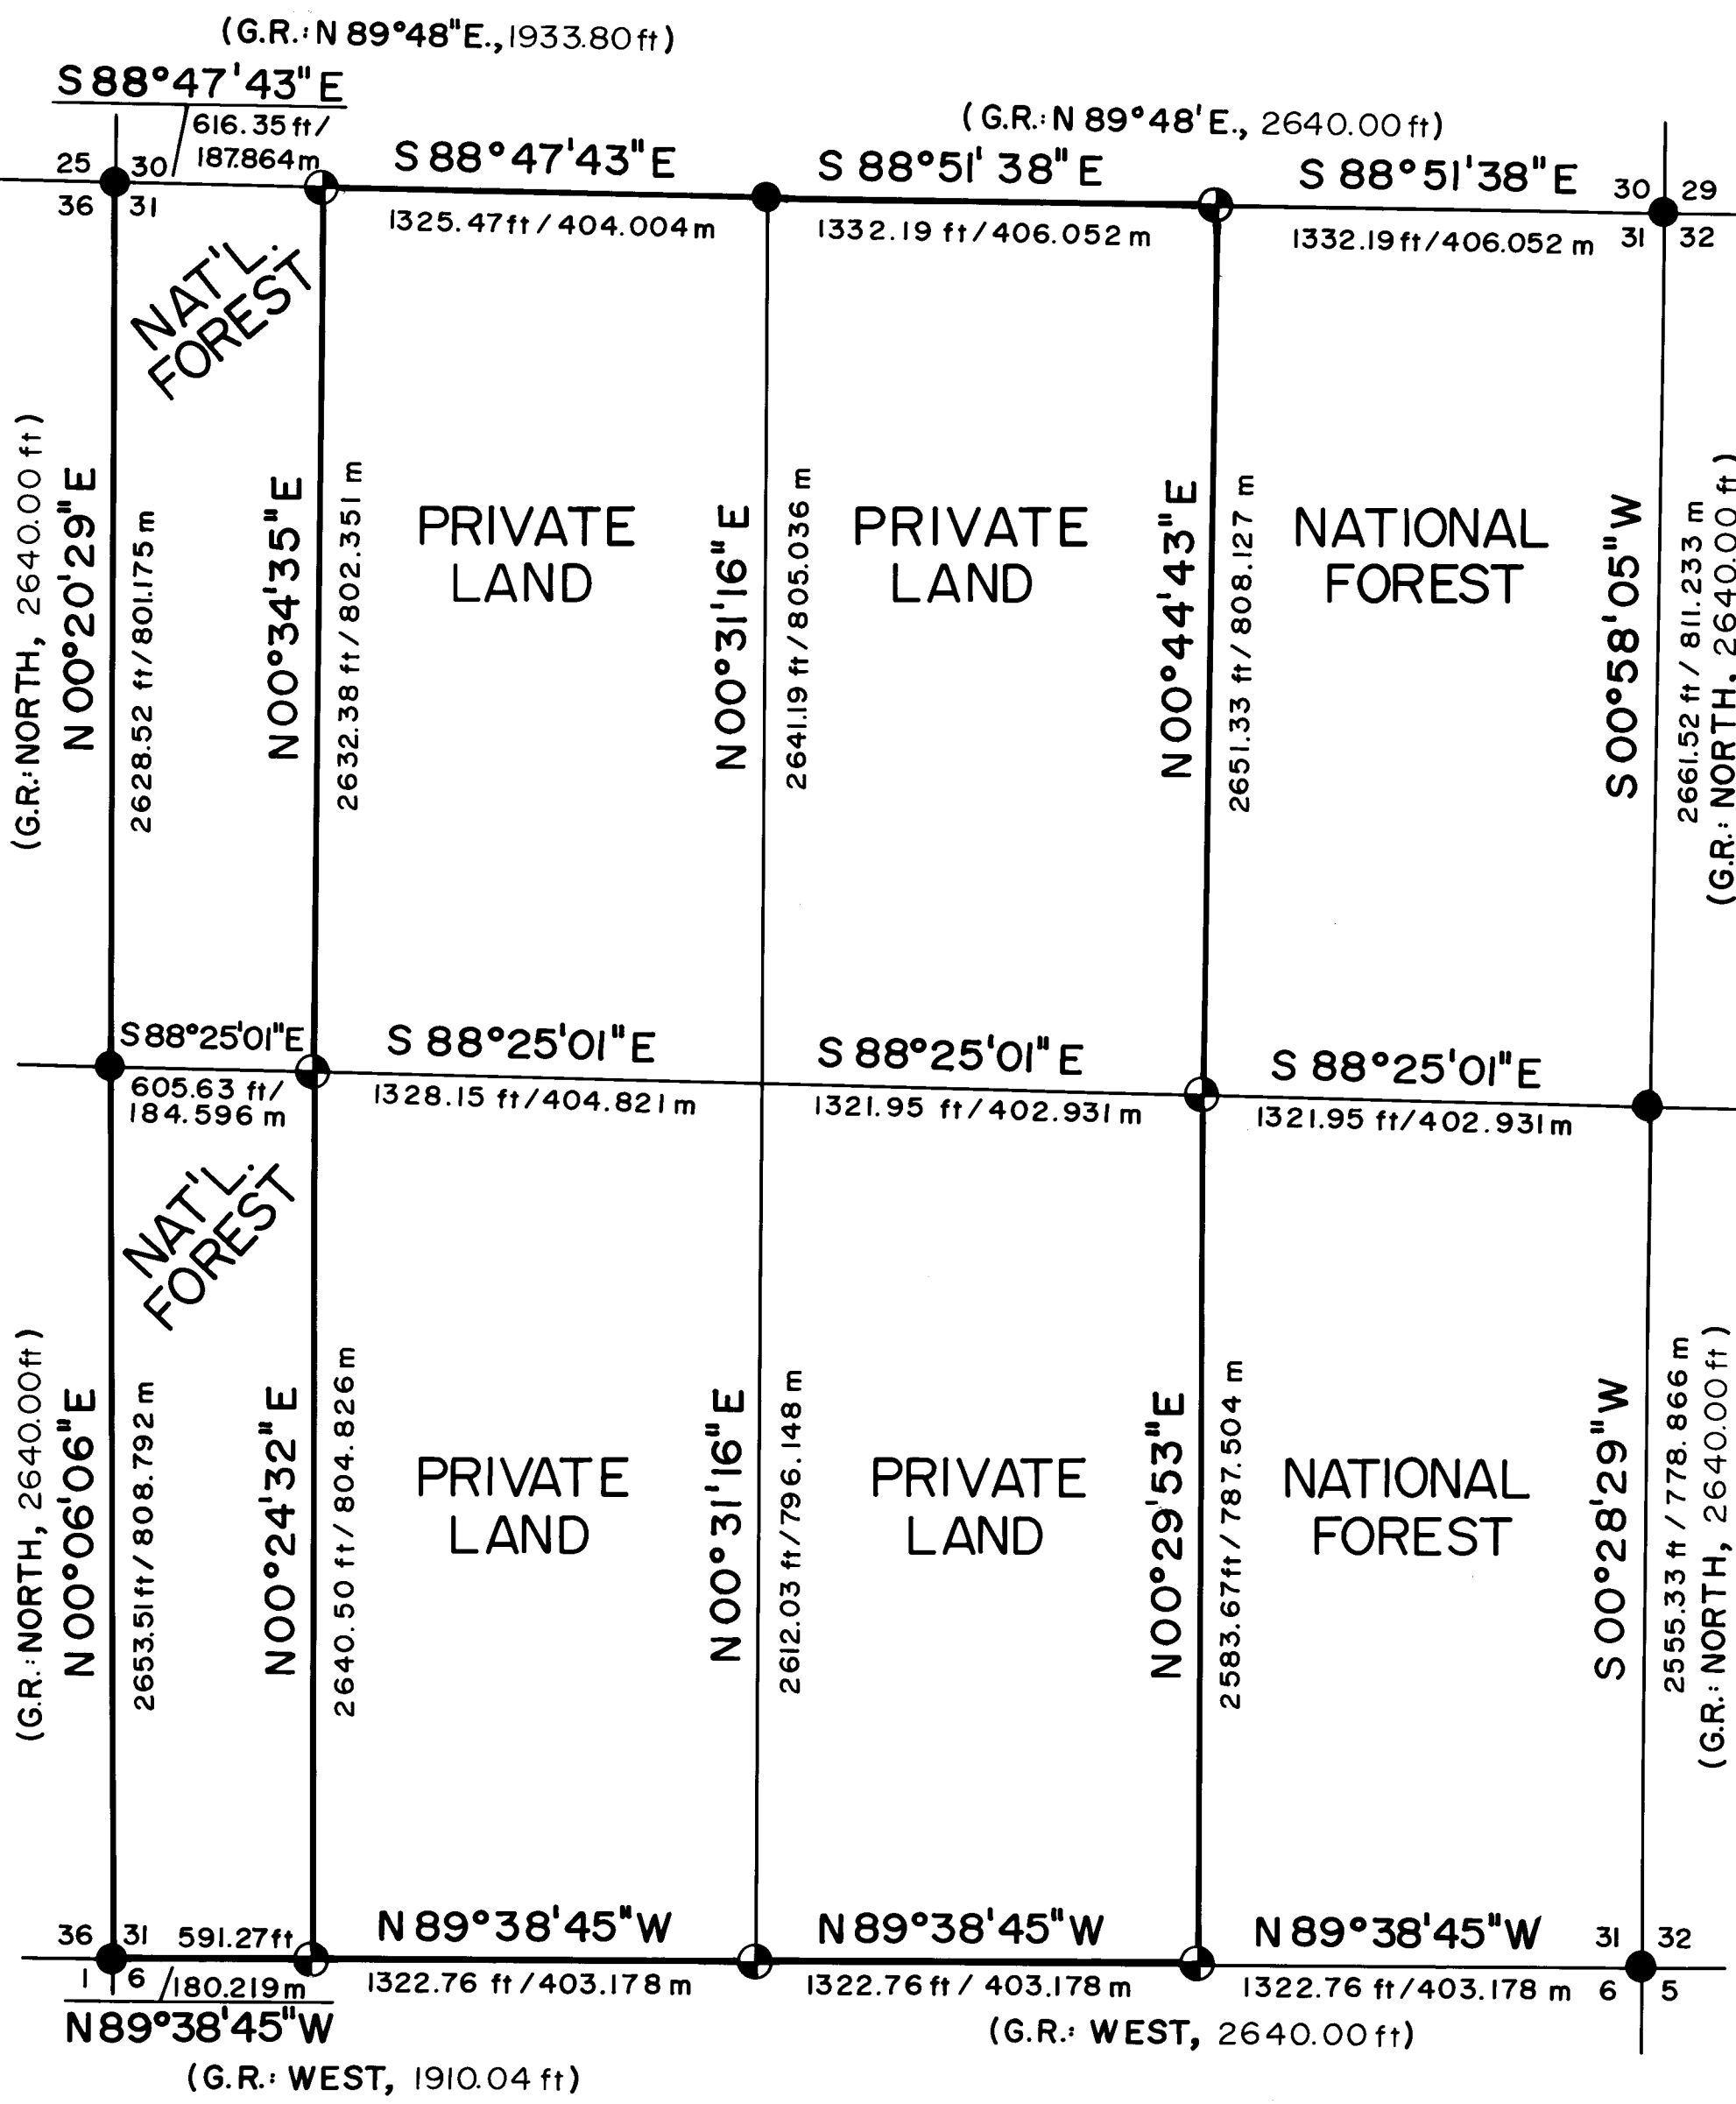 (G.R.: N 89°48"E., 1933.80 ft)
S 88°47'43" E
616.35 ft/
187.864 m
(G.R.: N 89°48' E., 2640.00 ft)
25 30
36 31
S 88°47'43" E
1325.47 ft / 404.004 m
S 88°51' 38" E
1332.19 ft /406.052 m
S 88°51'38" E
1332.19 ft/406.052 m
30 29
31 32
NAT'L.
FOREST
(G.R.: NORTH, 2640.00 ft)
N 00°20'29" E
2628.52 ft/801.175 m
N 00°34'35" E
2632.38 ft / 802.351 m
PRIVATE
LAND
N 00°31'16" E
2641.19 ft / 805.036 m
PRIVATE
LAND
N 00°44'43" E
2651.33 ft / 808.127 m
NATIONAL
FOREST
S 00°58'05" W
2661.52 ft / 811.233 m
(G.R.: NORTH, 2640.00 ft)
S 88°25'01" E
605.63 ft/
184.596 m
S 88°25'01" E
1328.15 ft/404.821 m
S 88°25'01" E
1321.95 ft/402.931 m
S 88°25'01" E
1321.95 ft/402.931 m
NAT'L.
FOREST
(G.R.: NORTH, 2640.00 ft)
N 00°06'06" E
2653.51 ft/ 808.792 m
N 00°24'32" E
2640.50 ft / 804.826 m
PRIVATE
LAND
N 00°31'16" E
2612.03 ft/796.148 m
PRIVATE
LAND
N 00°29'53" E
2583.67 ft/ 787.504 m
NATIONAL
FOREST
S 00°28'29" W
2555.33 ft / 778.866 m
(G.R.: NORTH, 2640.00 ft)
36 31
1 6
591.27 ft
/180.219 m
N 89°38'45" W
(G.R.: WEST, 1910.04 ft)
N 89°38'45" W
1322.76 ft /403.178 m
N 89°38'45" W
1322.76 ft / 403.178 m
N 89°38'45" W
1322.76 ft /403.178 m
31 32
6 5
(G.R.: WEST, 2640.00 ft)